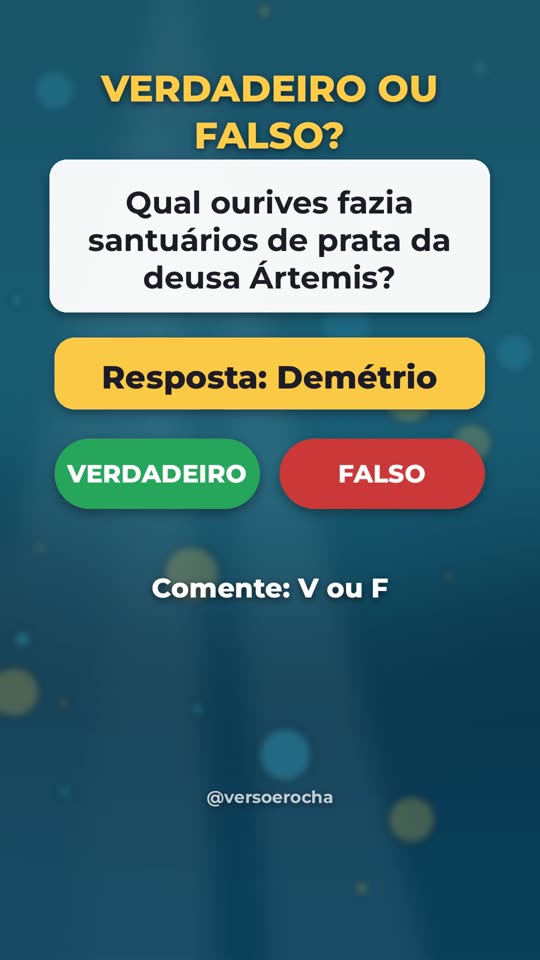 VERDADEIRO OU
FALSO?
Qual ourives fazia
santuários de prata da
deusa Ártemis?
Resposta: Demétrio
VERDADEIRO
FALSO
Comente: V ou F
@versoerocha